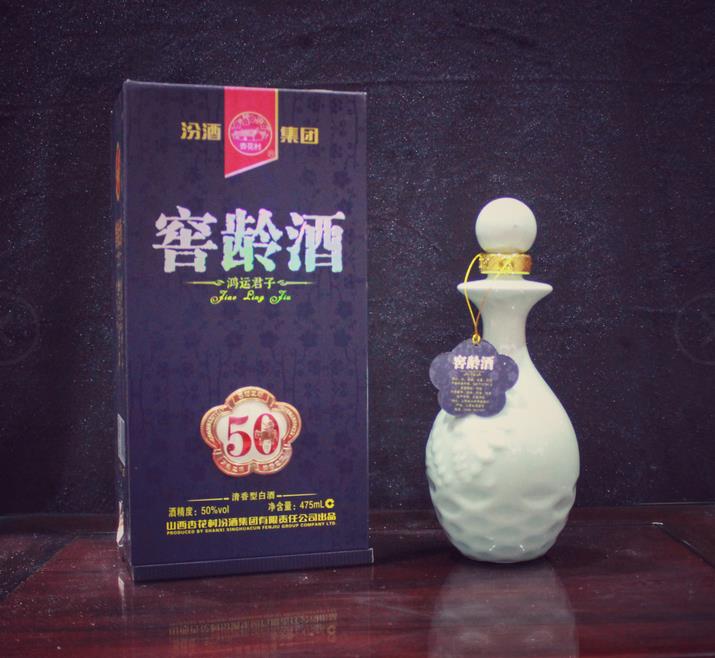 汾酒 集团
杏花村
窖龄酒
鸿运君子
Jiao Ling Jiu
50
清香型白酒
酒精度：50%vol 净含量：475mL
山西杏花村汾酒集团有限责任公司出品
PRODUCED BY SHANXI XINGHUACUN FENJIU GROUP COMPANY LTD.
窖龄酒